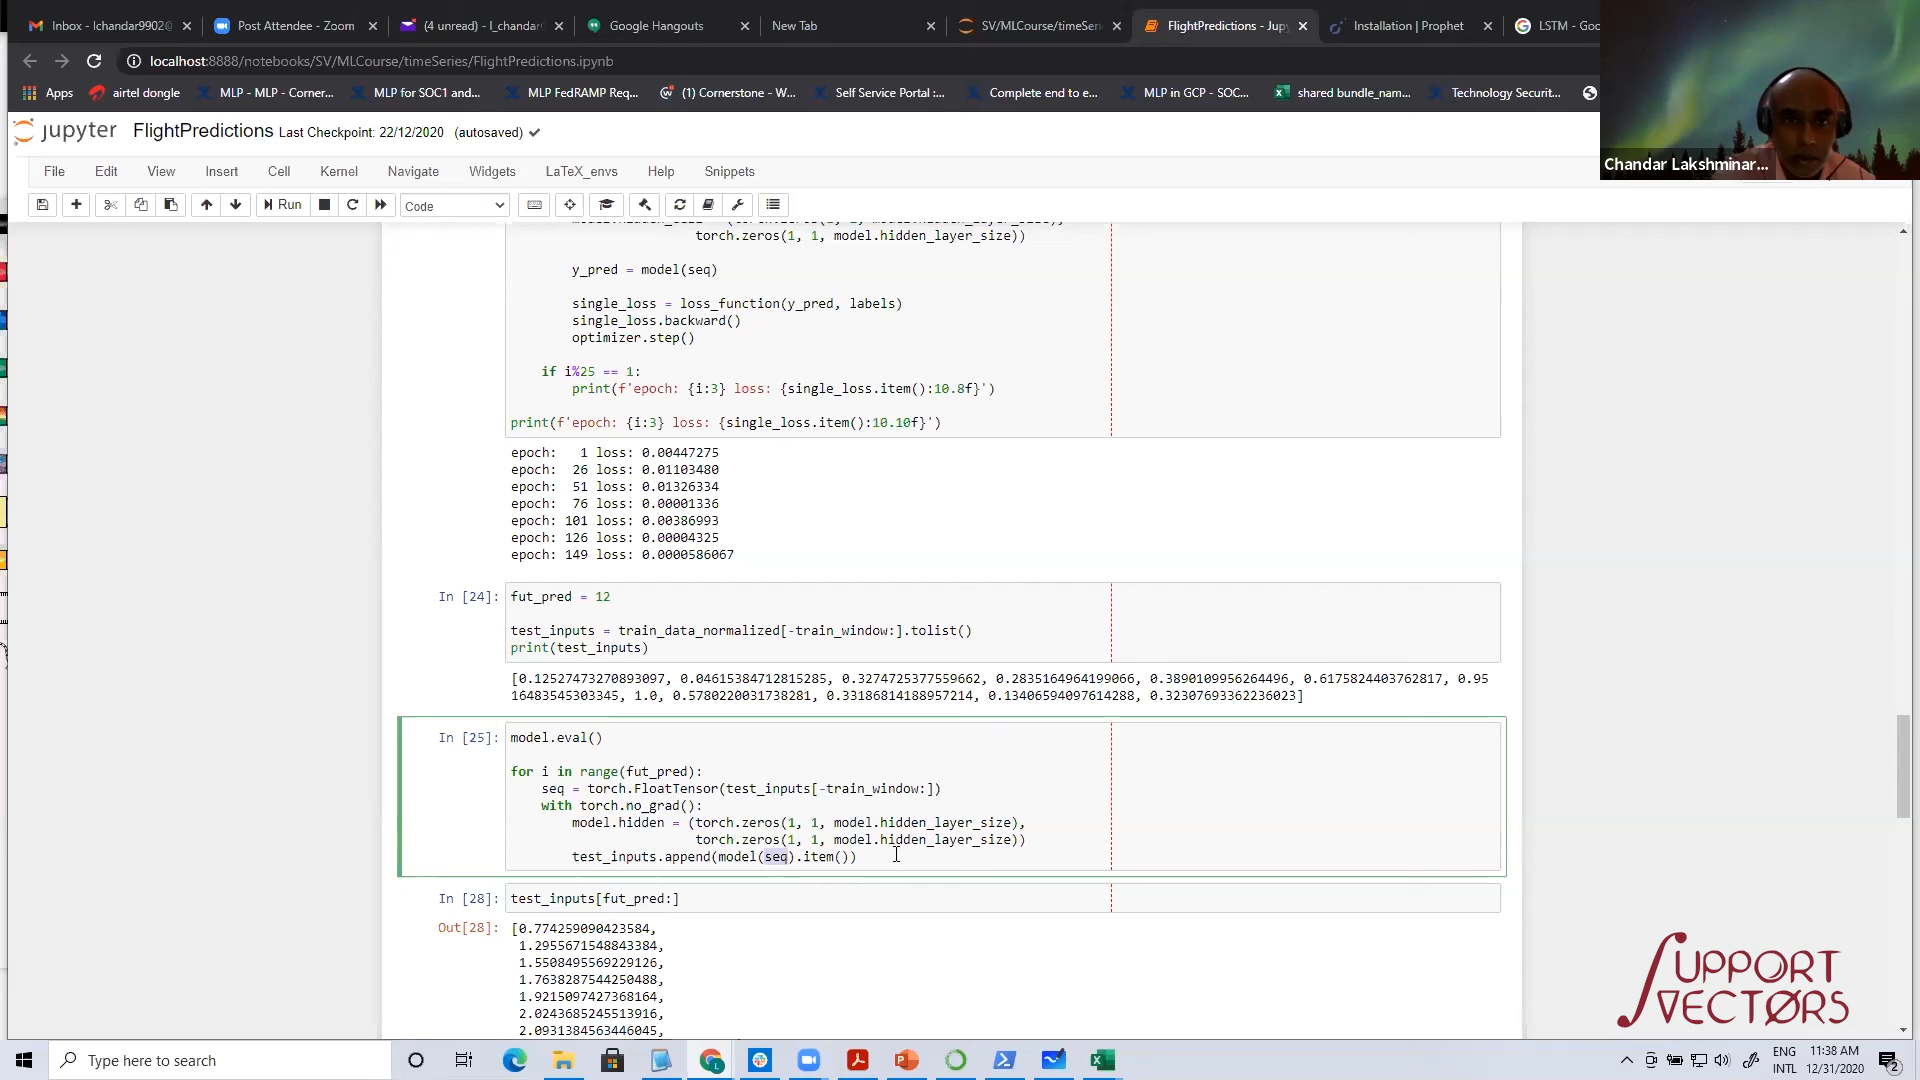 Inbox - lchandar9902@
Post Attendee - Zoom
(4 unread) - l_chandar
Google Hangouts
New Tab
SV/MLCourse/timeSeri
FlightPredictions - Jup
Installation | Prophet
LSTM - Goo
localhost:8888/notebooks/SV/MLCourse/timeSeries/FlightPredictions.ipynb
Apps
airtel dongle
MLP - MLP - Corner...
MLP for SOC1 and...
MLP FedRAMP Req...
(1) Cornerstone - W...
Self Service Portal :...
Complete end to e...
MLP in GCP - SOC...
shared bundle_nam...
Technology Securit...
Chandar Lakshminar...
jupyter FlightPredictions Last Checkpoint: 22/12/2020 (autosaved)
File Edit View Insert Cell Kernel Navigate Widgets LaTeX_envs Help Snippets
Run
Code
torch.zeros(1, 1, model.hidden_layer_size))
y_pred = model(seq)
single_loss = loss_function(y_pred, labels)
single_loss.backward()
optimizer.step()
if i%25 == 1:
print(f'epoch: {i:3} loss: {single_loss.item():10.8f}')
print(f'epoch: {i:3} loss: {single_loss.item():10.10f}')
epoch:   1 loss: 0.00447275
epoch:  26 loss: 0.01103480
epoch:  51 loss: 0.01326334
epoch:  76 loss: 0.00001336
epoch: 101 loss: 0.00386993
epoch: 126 loss: 0.00004325
epoch: 149 loss: 0.0000586067
In [24]: fut_pred = 12
test_inputs = train_data_normalized[-train_window:].tolist()
print(test_inputs)
[0.12527473270893097, 0.04615384712815285, 0.3274725377559662, 0.2835164964199066, 0.3890109956264496, 0.6175824403762817, 0.95
16483545303345, 1.0, 0.5780220031738281, 0.33186814188957214, 0.13406594097614288, 0.32307693362236023]
In [25]: model.eval()
for i in range(fut_pred):
seq = torch.FloatTensor(test_inputs[-train_window:])
with torch.no_grad():
model.hidden = (torch.zeros(1, 1, model.hidden_layer_size),
torch.zeros(1, 1, model.hidden_layer_size))
test_inputs.append(model(seq).item())
In [28]: test_inputs[fut_pred:]
Out[28]: [0.774259090423584,
1.2955671548843384,
1.5508495569229126,
1.7638287544250488,
1.9215097427368164,
2.0243685245513916,
2.0931384563446045,
SUPPORT
VECTORS
Type here to search
ENG
INTL
11:38 AM
12/31/2020
2